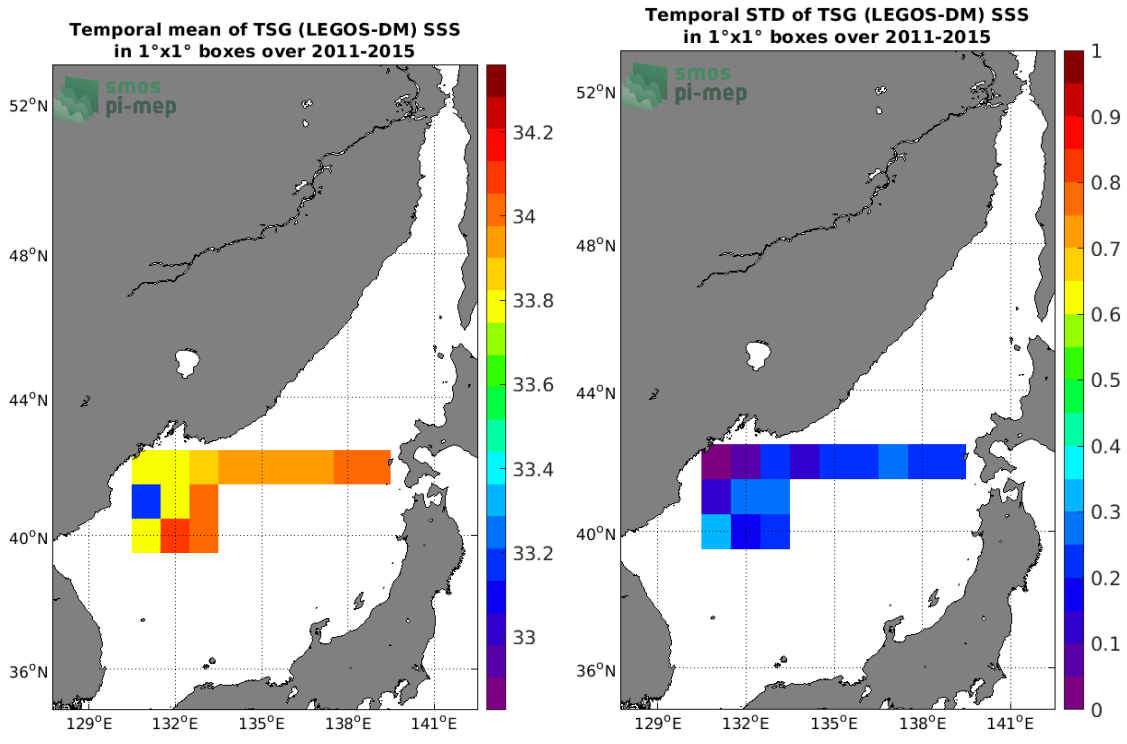 Temporal mean of TSG (LEGOS-DM) SSS
in 1°x1° boxes over 2011-2015
smos
pi-mep
52°N
48°N
44°N
40°N
36°N
129°E
132°E
135°E
138°E
141°E
34.2
34
33.8
33.6
33.4
33.2
33
Temporal STD of TSG (LEGOS-DM) SSS
in 1°x1° boxes over 2011-2015
smos
pi-mep
52°N
48°N
44°N
40°N
36°N
129°E
132°E
135°E
138°E
141°E
1
0.9
0.8
0.7
0.6
0.5
0.4
0.3
0.2
0.1
0